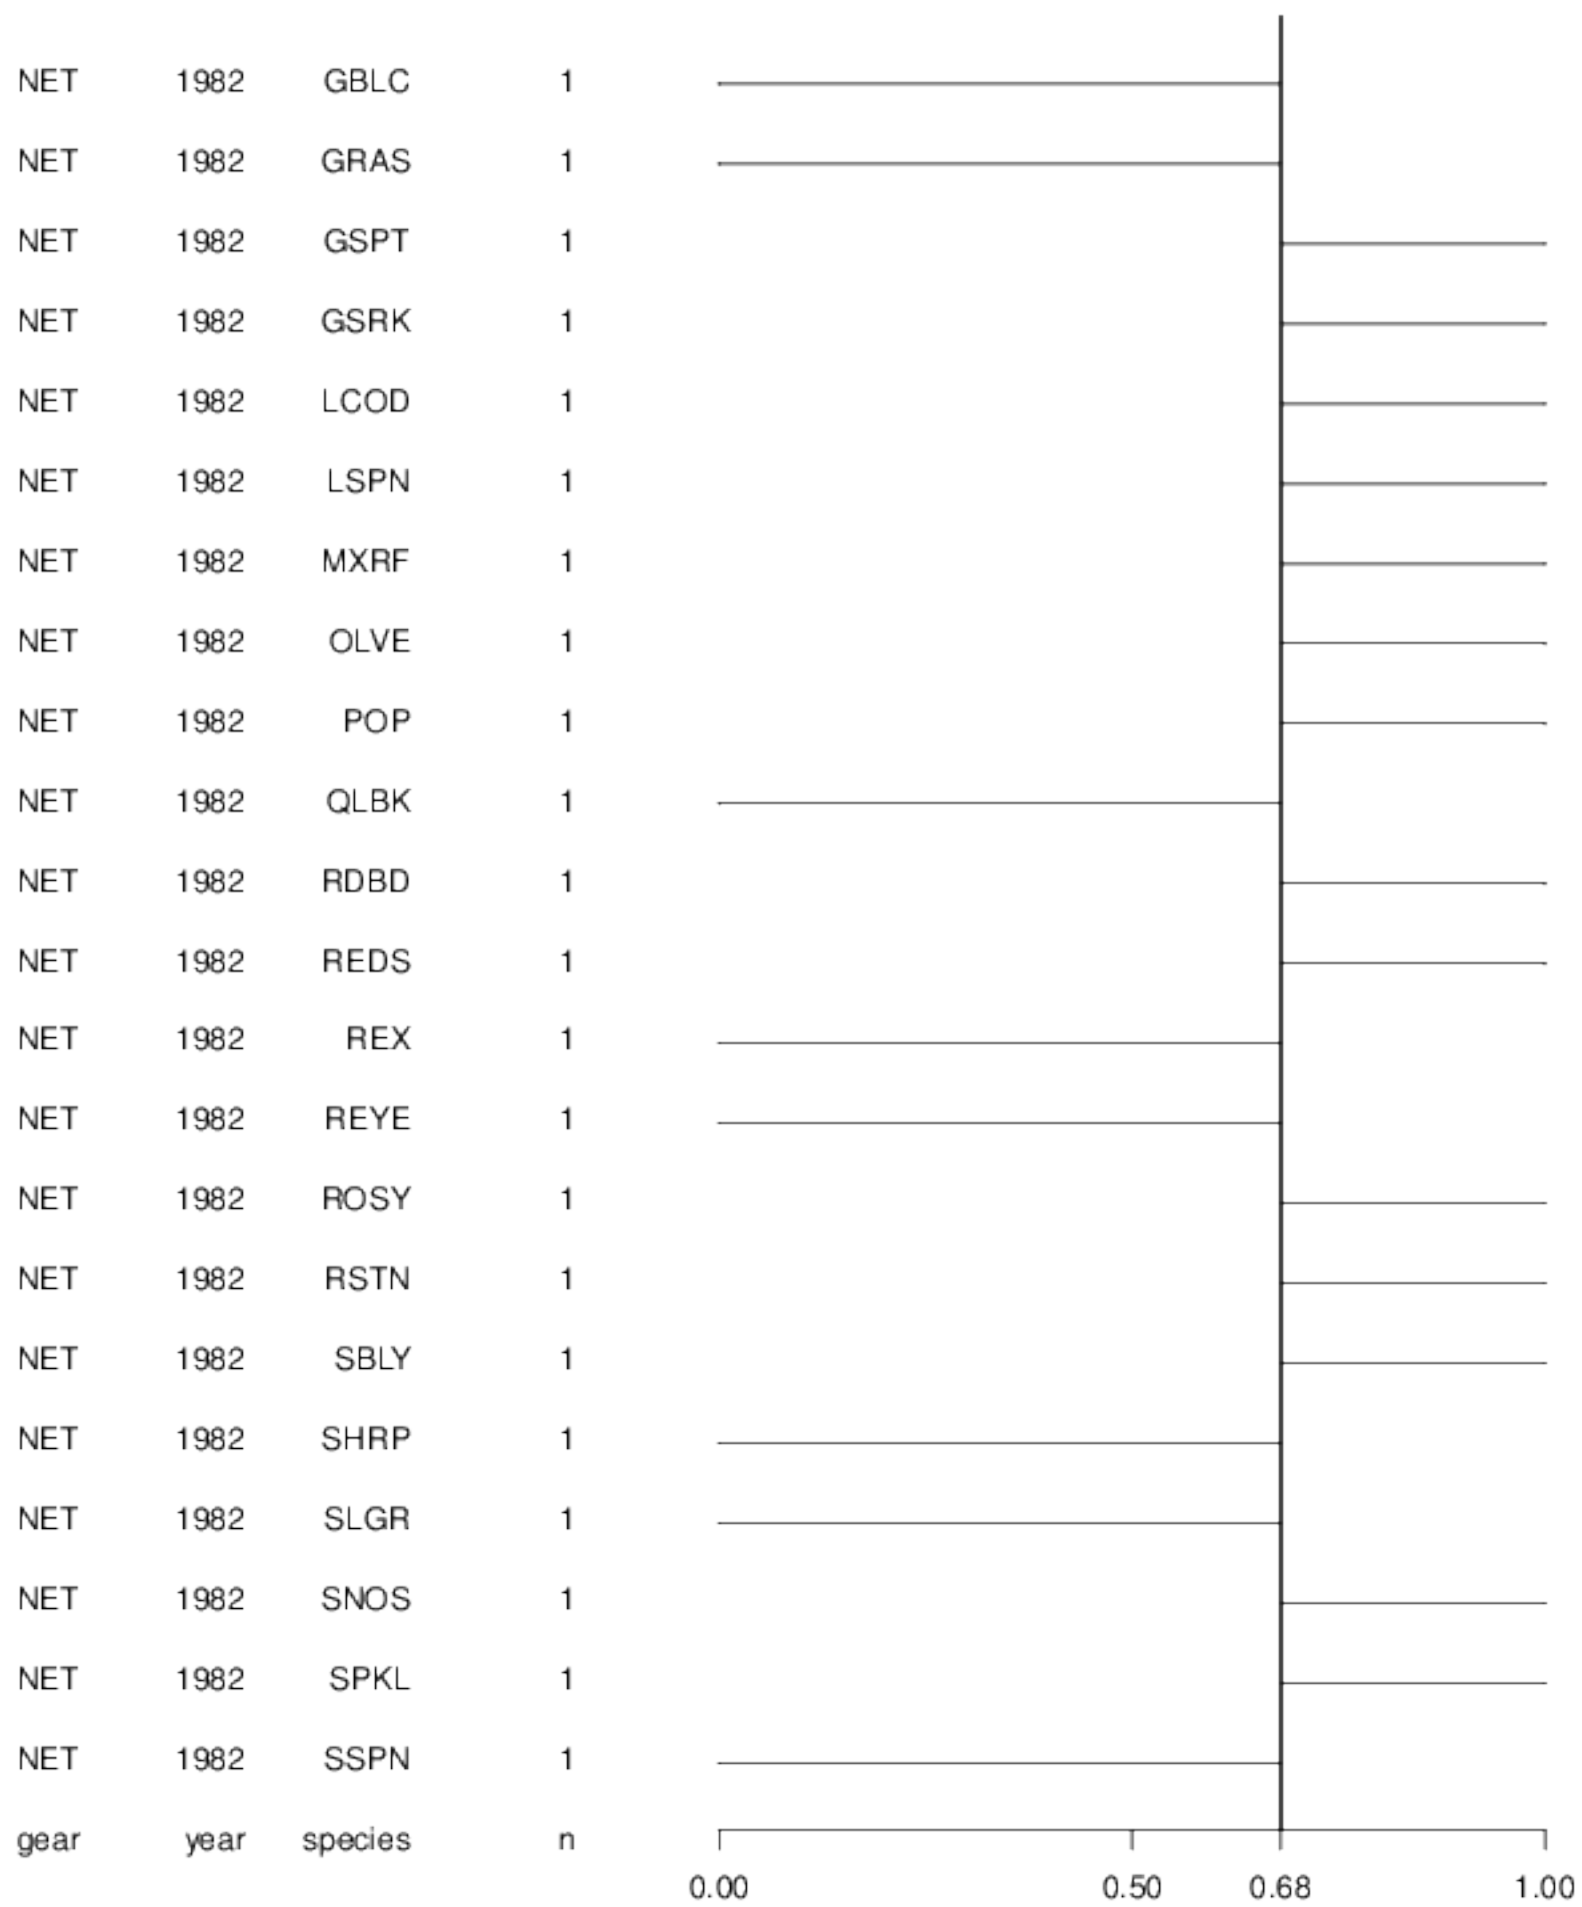 NET 1982 GBLC 1
NET 1982 GRAS 1
NET 1982 GSPT 1
NET 1982 GSRK 1
NET 1982 LCOD 1
NET 1982 LSPN 1
NET 1982 MXRF 1
NET 1982 OLVE 1
NET 1982 POP 1
NET 1982 QLBK 1
NET 1982 RDBD 1
NET 1982 REDS 1
NET 1982 REX 1
NET 1982 REYE 1
NET 1982 ROSY 1
NET 1982 RSTN 1
NET 1982 SBLY 1
NET 1982 SHRP 1
NET 1982 SLGR 1
NET 1982 SNOS 1
NET 1982 SPKL 1
NET 1982 SSPN 1
gear year species n
0.00 0.50 0.68 1.00